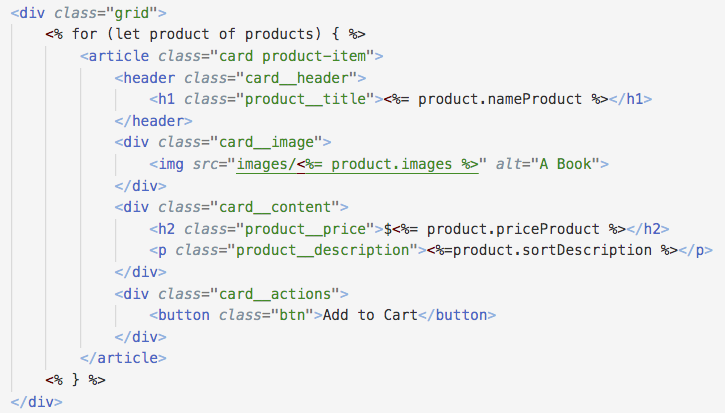 <div class="grid">
<% for (let product of products) { %>
<article class="card product-item">
<header class="card__header">
<h1 class="product__title"><%= product.nameProduct %></h1>
</header>
<div class="card__image">
<img src="images/<%= product.images %>" alt="A Book">
</div>
<div class="card__content">
<h2 class="product__price">$<%= product.priceProduct %></h2>
<p class="product__description"><%=product.sortDescription %></p>
</div>
<div class="card__actions">
<button class="btn">Add to Cart</button>
</div>
</article>
<% } %>
</div>